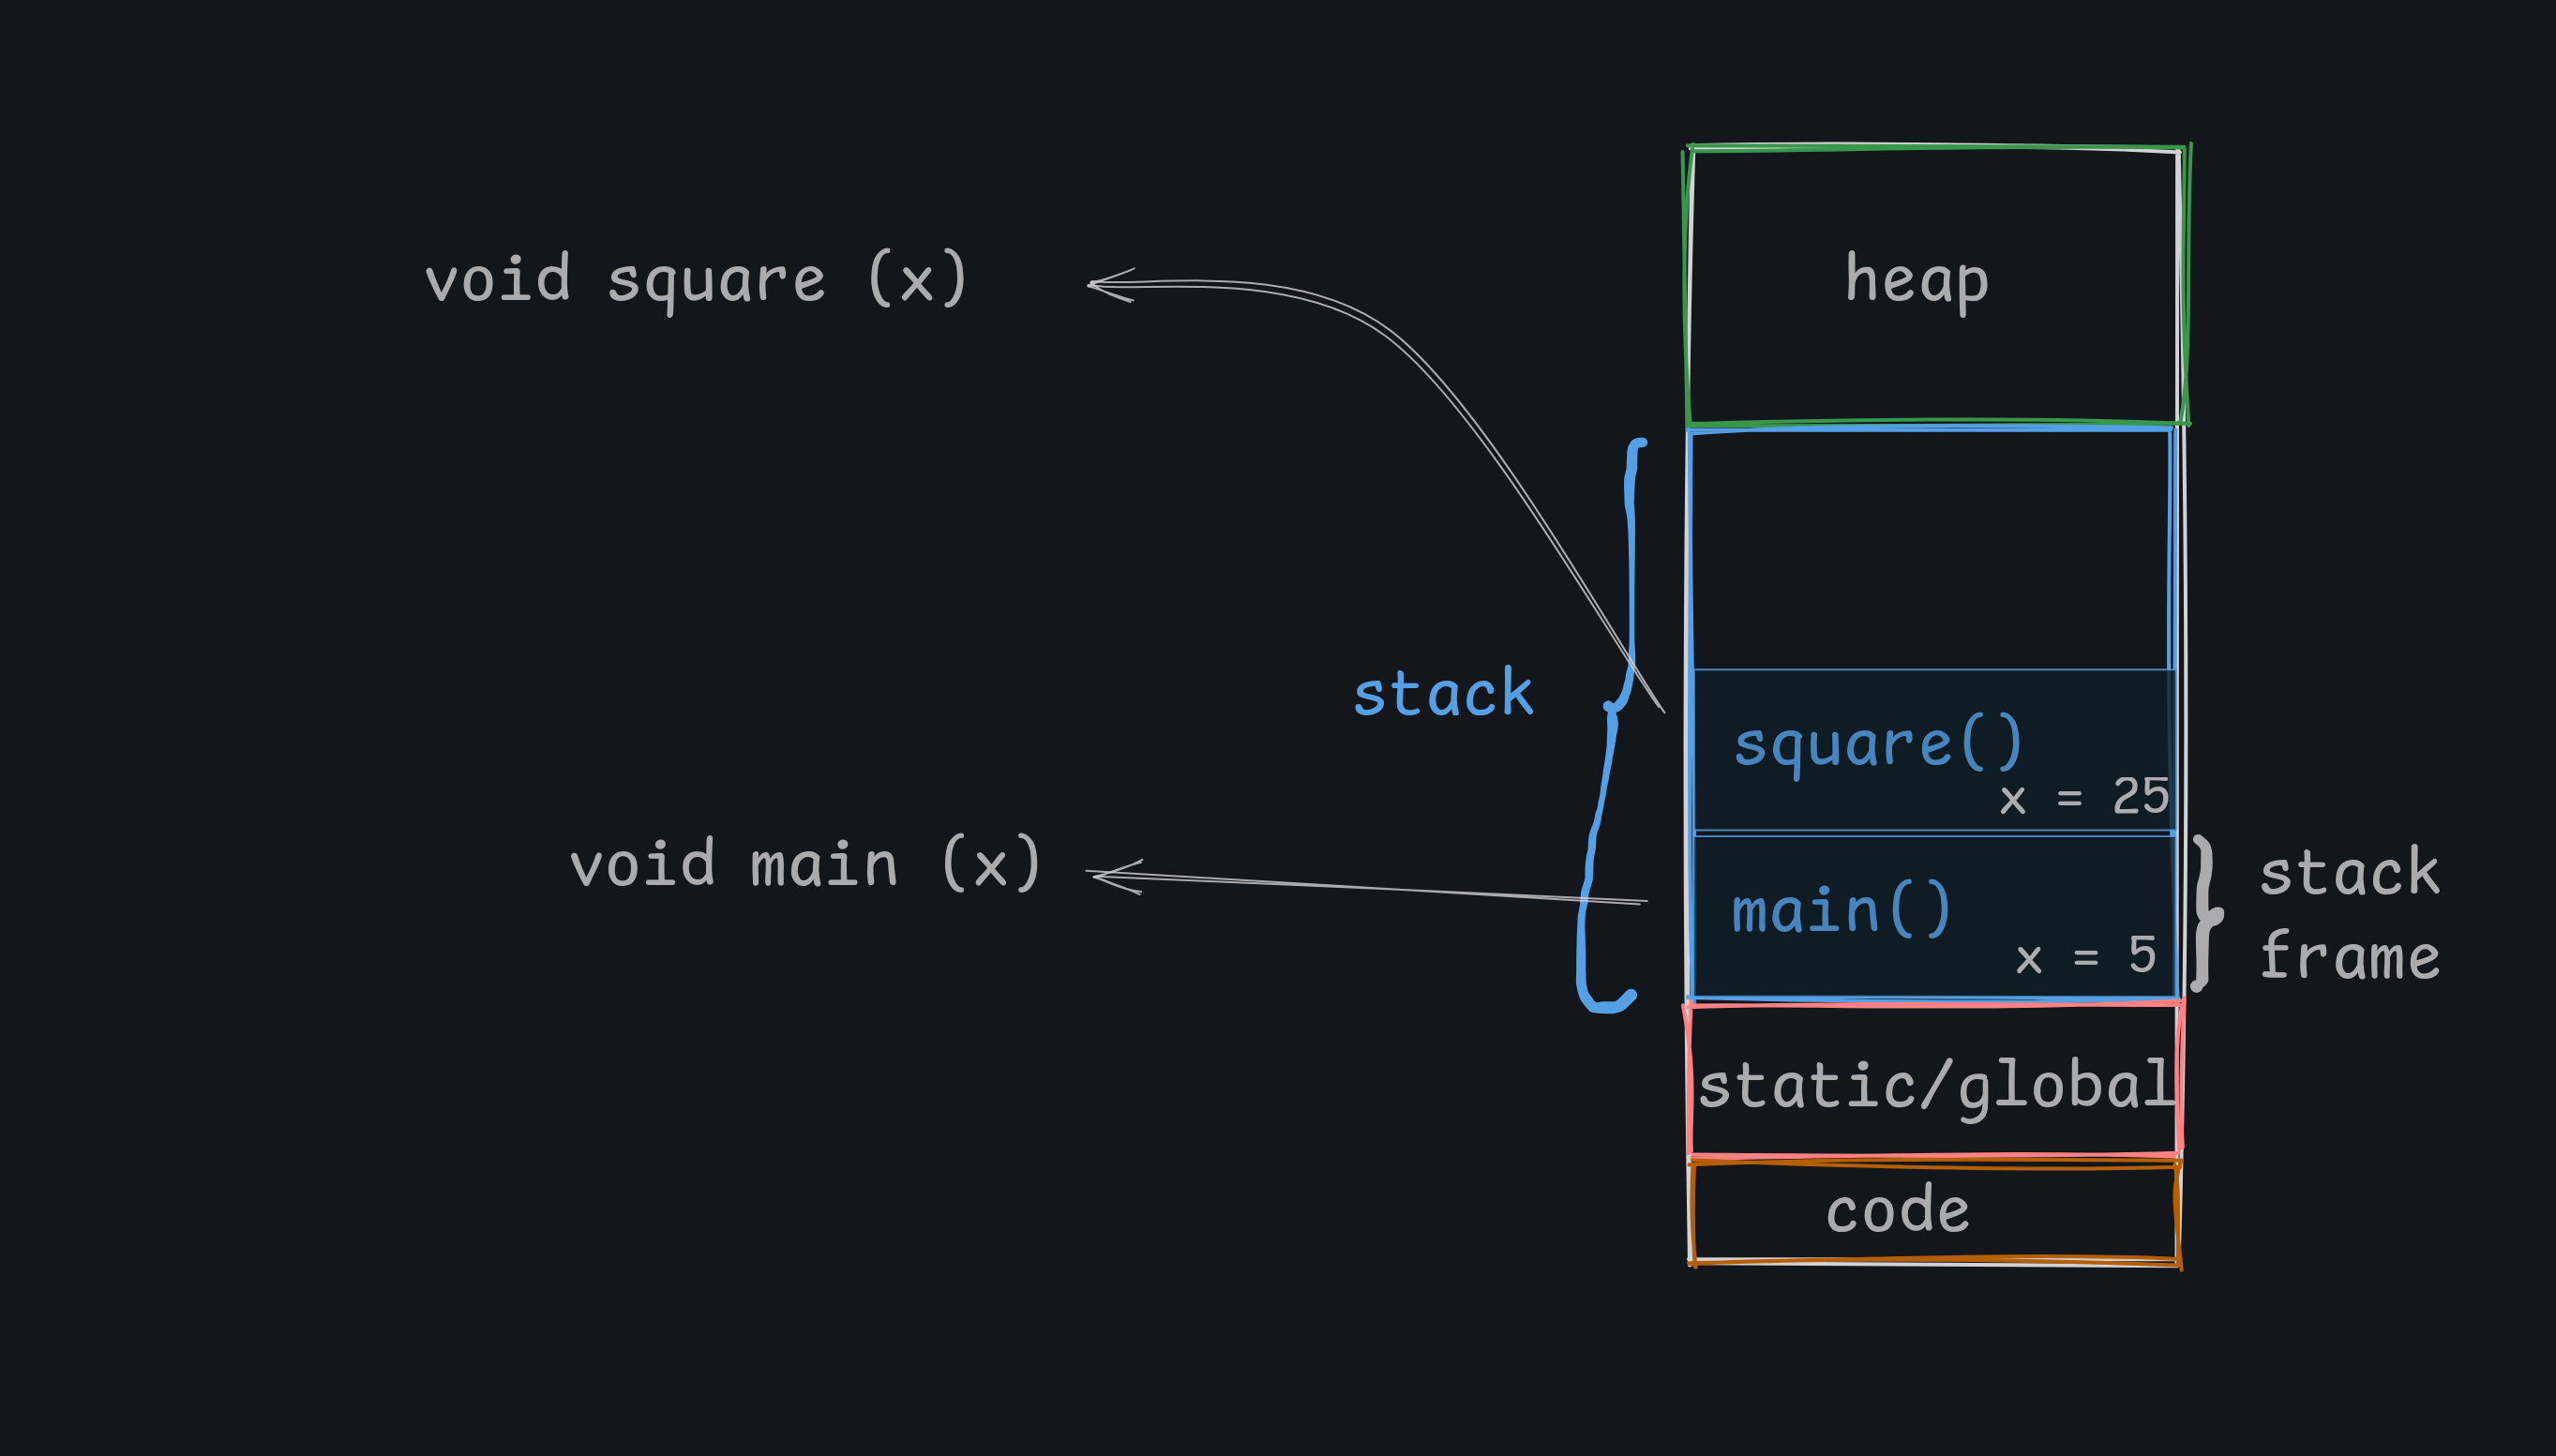 void square (x)
heap
stack
square()
x = 25
void main (x)
main()
x = 5
stack
frame
static/global
code